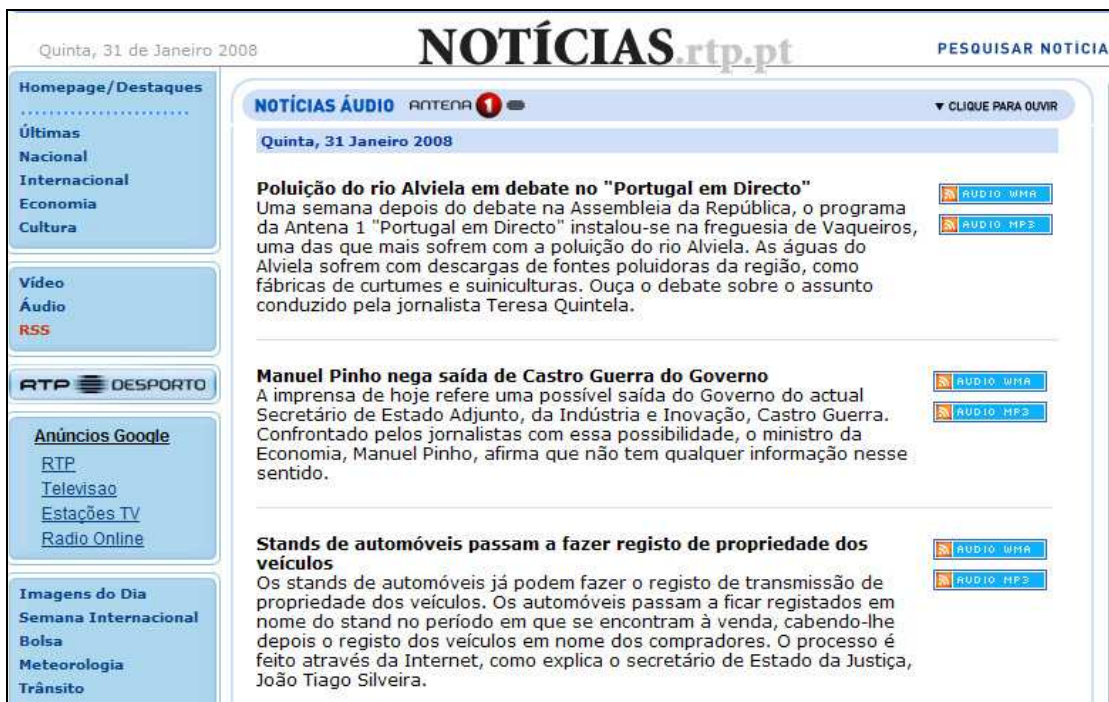 Quinta, 31 de Janeiro 2008
NOTÍCIAS.rtp.pt
PESQUISAR NOTÍCIA
Homepage/Destaques
Últimas
Nacional
Internacional
Economia
Cultura
Vídeo
Áudio
RSS
RTP DESPORTO
Anúncios Google
RTP
Televisao
Estações TV
Radio Online
Imagens do Dia
Semana Internacional
Bolsa
Meteorologia
Trânsito
NOTÍCIAS ÁUDIO ANTENA 1
▼ CLIQUE PARA OUVIR
Quinta, 31 Janeiro 2008
Poluição do rio Alviela em debate no "Portugal em Directo"
Uma semana depois do debate na Assembleia da República, o programa
da Antena 1 "Portugal em Directo" instalou-se na freguesia de Vaqueiros,
uma das que mais sofrem com a poluição do rio Alviela. As águas do
Alviela sofrem com descargas de fontes poluidoras da região, como
fábricas de curtumes e suiniculturas. Ouça o debate sobre o assunto
conduzido pela jornalista Teresa Quintela.
AUDIO WMA
AUDIO MP3
Manuel Pinho nega saída de Castro Guerra do Governo
A imprensa de hoje refere uma possível saída do Governo do actual
Secretário de Estado Adjunto, da Indústria e Inovação, Castro Guerra.
Confrontado pelos jornalistas com essa possibilidade, o ministro da
Economia, Manuel Pinho, afirma que não tem qualquer informação nesse
sentido.
AUDIO WMA
AUDIO MP3
Stands de automóveis passam a fazer registo de propriedade dos
veículos
Os stands de automóveis já podem fazer o registo de transmissão de
propriedade dos veículos. Os automóveis passam a ficar registados em
nome do stand no período em que se encontram à venda, cabendo-lhe
depois o registo dos veículos em nome dos compradores. O processo é
feito através da Internet, como explica o secretário de Estado da Justiça,
João Tiago Silveira.
AUDIO WMA
AUDIO MP3